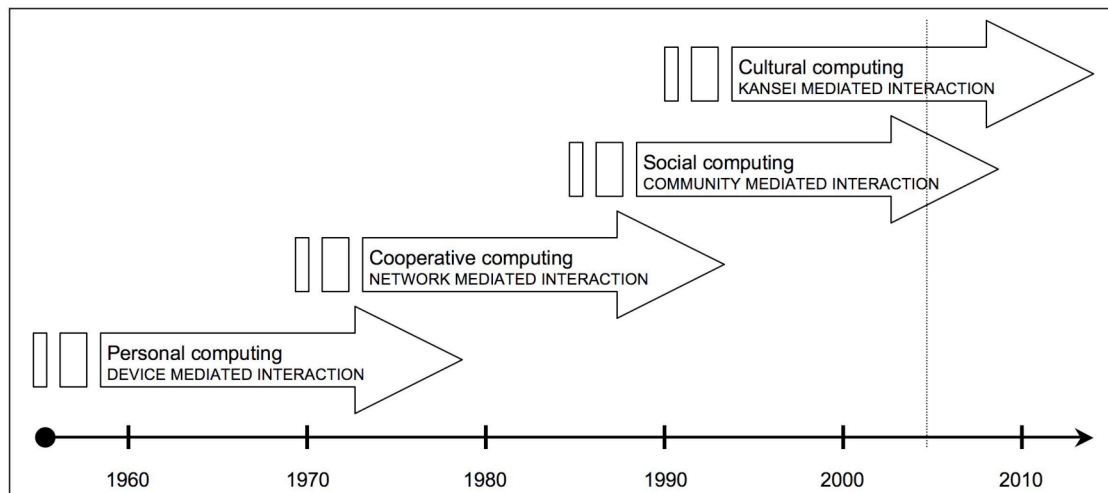 Cultural computing
KANSEI MEDIATED INTERACTION
Social computing
COMMUNITY MEDIATED INTERACTION
Cooperative computing
NETWORK MEDIATED INTERACTION
Personal computing
DEVICE MEDIATED INTERACTION
1960 1970 1980 1990 2000 2010